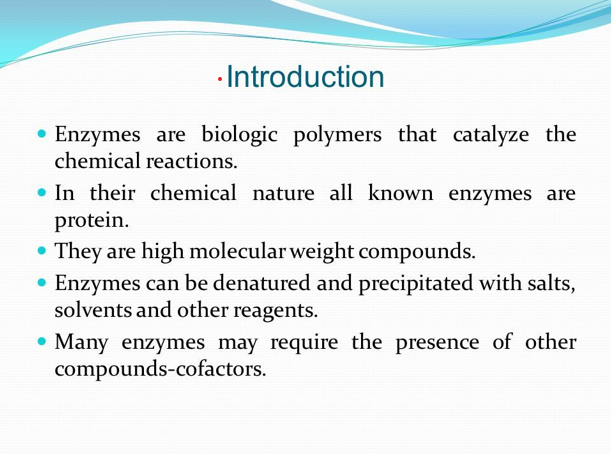 •Introduction
• Enzymes are biologic polymers that catalyze the
chemical reactions.
• In their chemical nature all known enzymes are
protein.
• They are high molecular weight compounds.
• Enzymes can be denatured and precipitated with salts,
solvents and other reagents.
• Many enzymes may require the presence of other
compounds-cofactors.